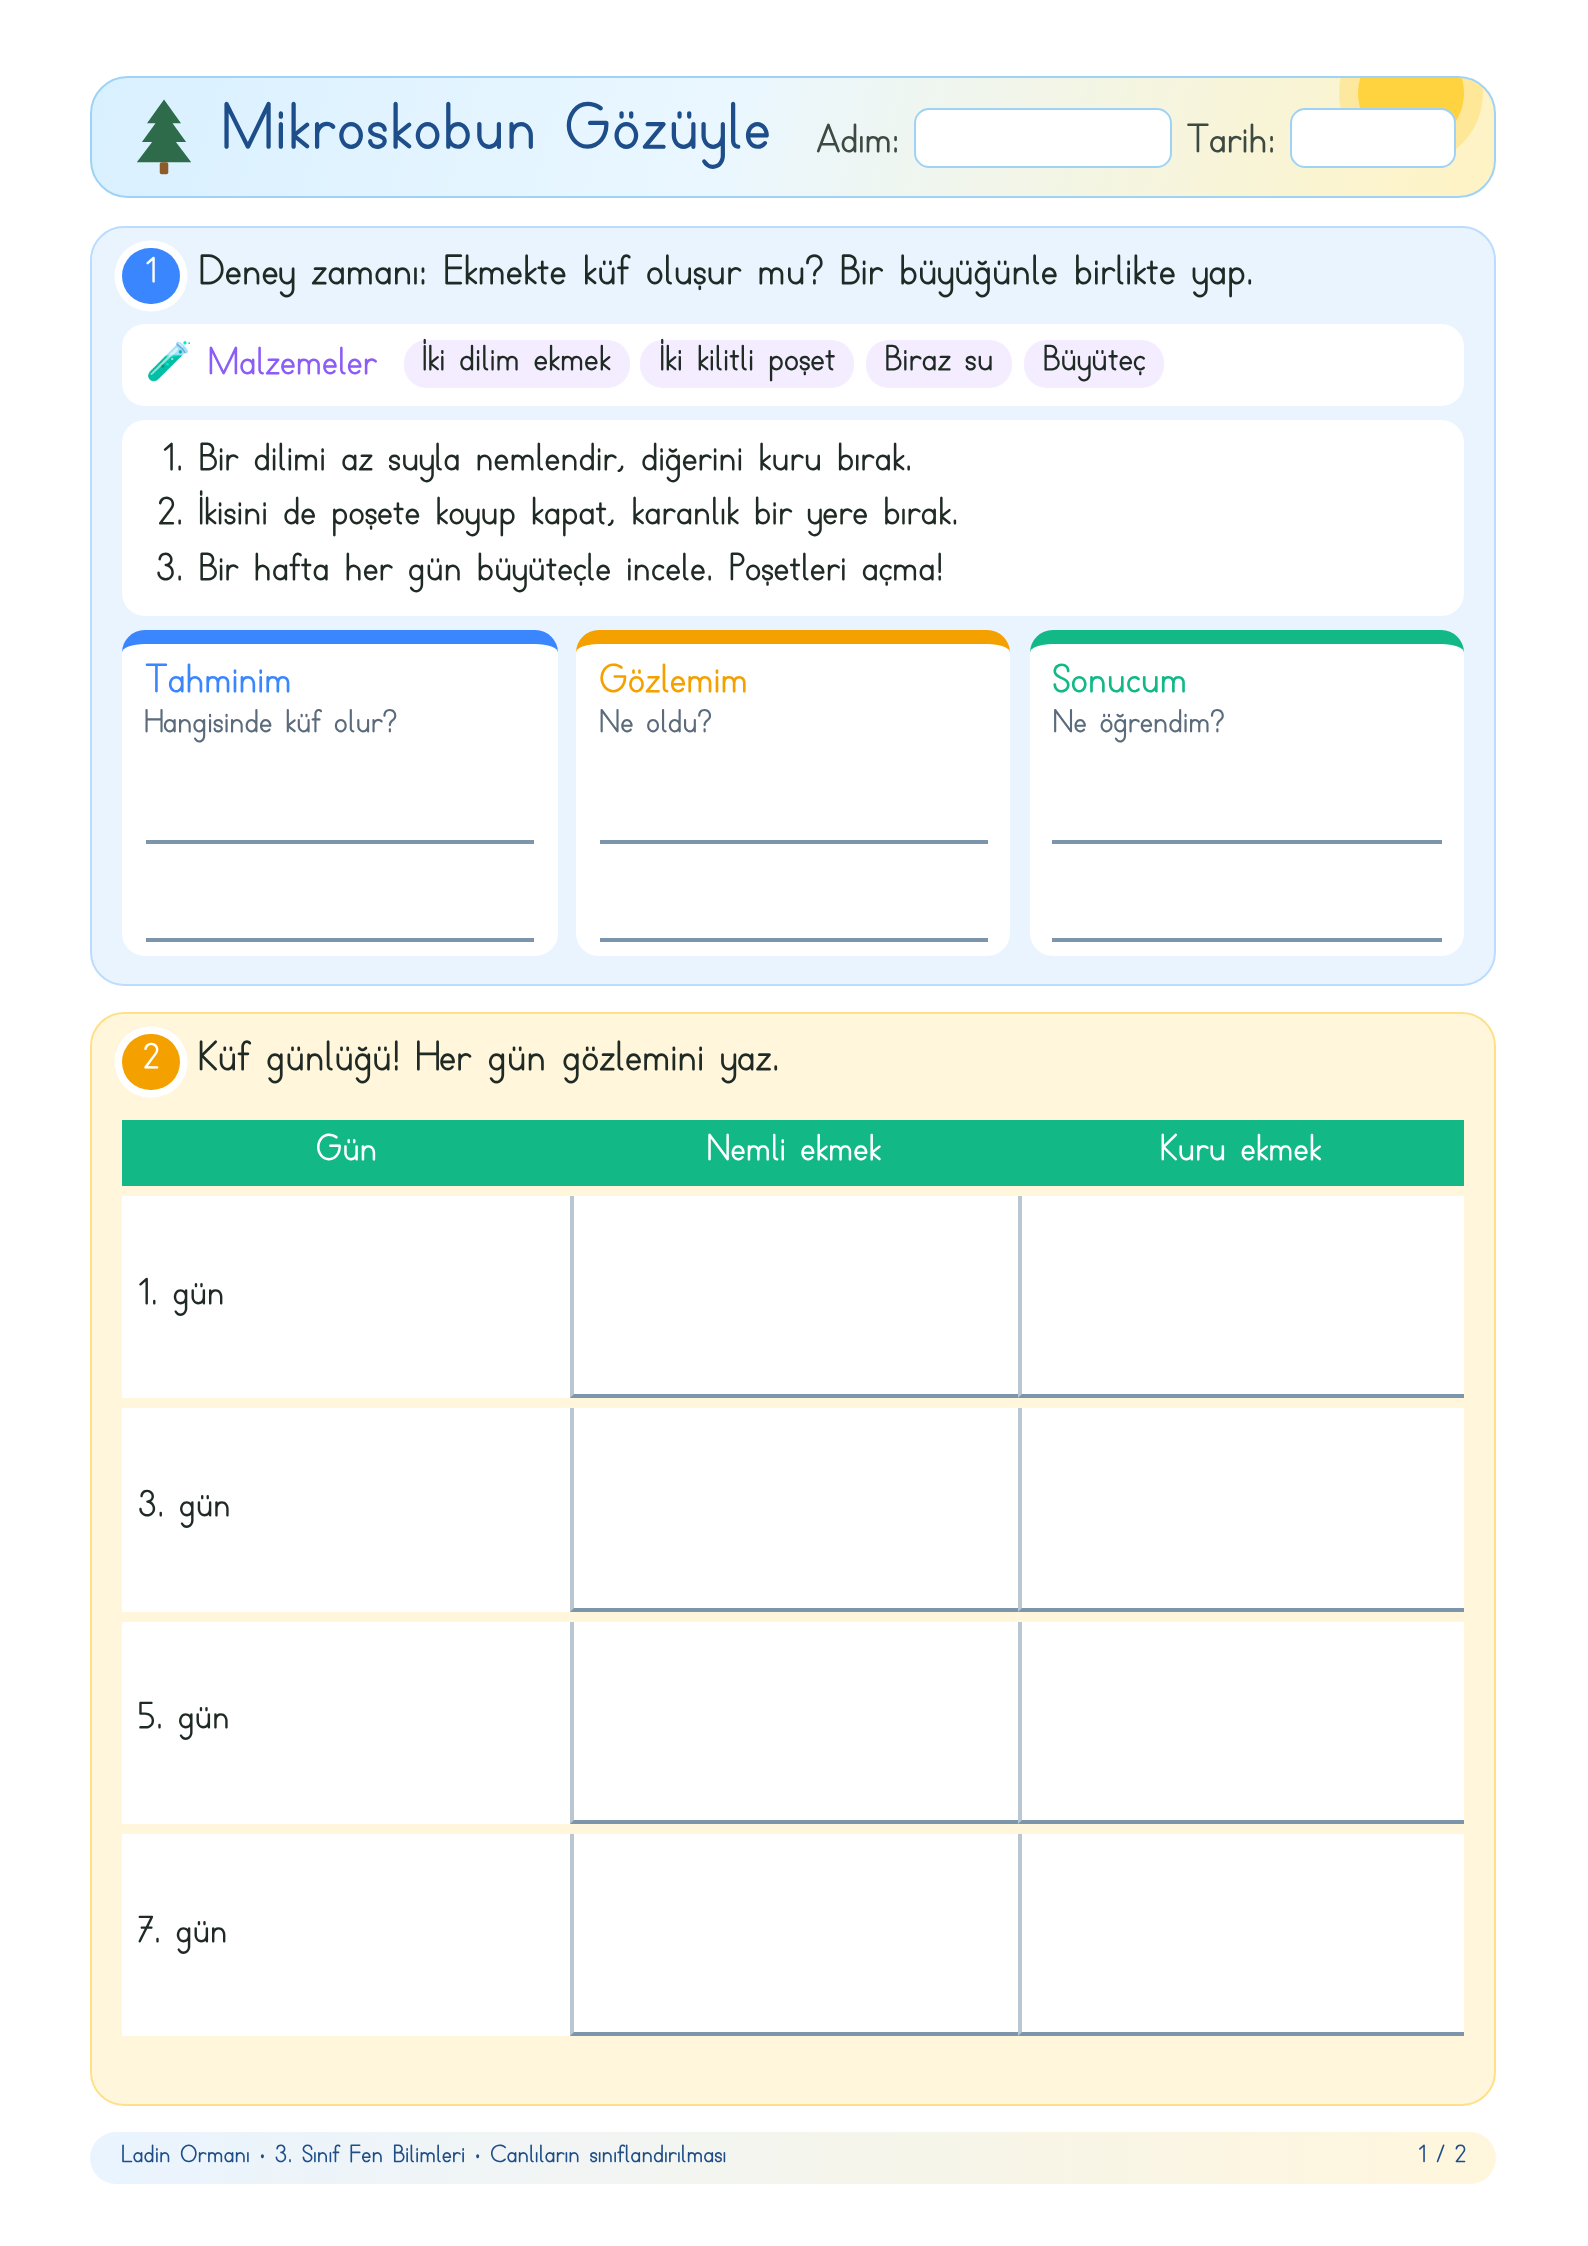 Mikroskobun Gözüyle
Adım:
Tarih:
1
Deney zamanı: Ekmekte küf oluşur mu? Bir büyüğünle birlikte yap.
Malzemeler
İki dilim ekmek
İki kilitli poşet
Biraz su
Büyüteç
1. Bir dilimi az suyla nemlendir, diğerini kuru bırak.
2. İkisini de poşete koyup kapat, karanlık bir yere bırak.
3. Bir hafta her gün büyüteçle incele. Poşetleri açma!
Tahminim
Hangisinde küf olur?
Gözlemim
Ne oldu?
Sonucum
Ne öğrendim?
2
Küf günlüğü! Her gün gözlemini yaz.
Gün
Nemli ekmek
Kuru ekmek
1. gün
3. gün
5. gün
7. gün
Ladin Ormanı • 3. Sınıf Fen Bilimleri • Canlıların sınıflandırılması
1 / 2